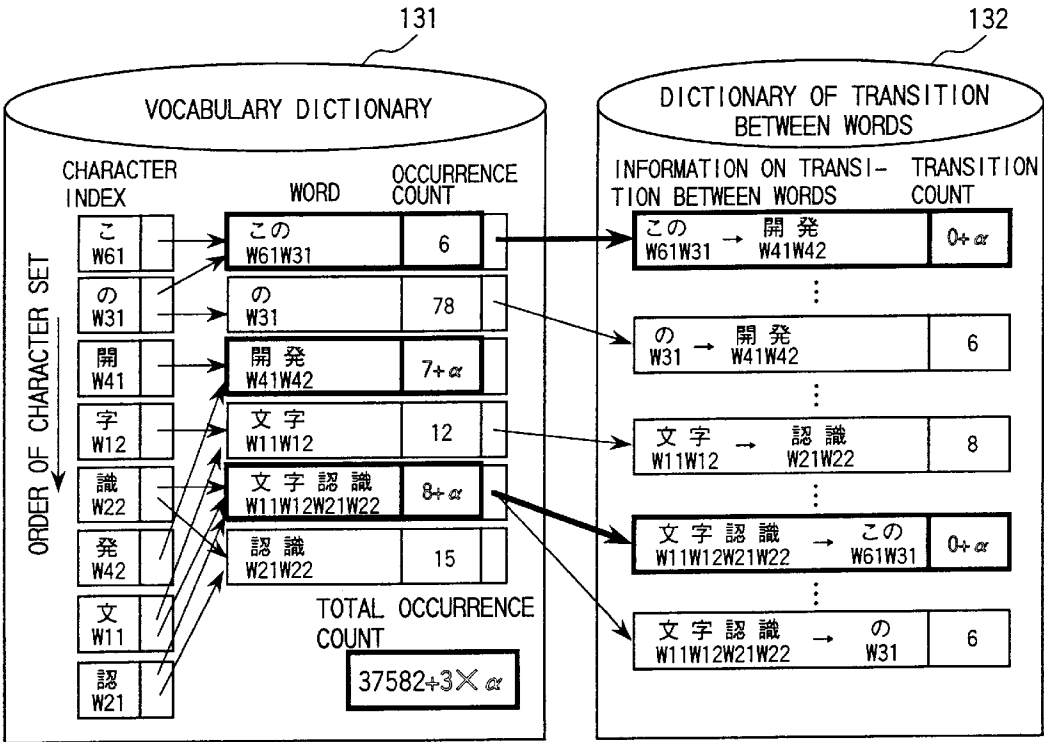 131
132
VOCABULARY DICTIONARY
DICTIONARY OF TRANSITION
BETWEEN WORDS
CHARACTER
INDEX
WORD
OCCURRENCE
COUNT
INFORMATION ON TRANSI-
TION BETWEEN WORDS
TRANSITION
COUNT
ORDER OF CHARACTER SET
こ
W61
の
W31
開
W41
字
W12
識
W22
発
W42
文
W11
認
W21
この
W61W31
6
の
W31
78
開発
W41W42
7+α
文字
W11W12
12
文字認識
W11W12W21W22
8+α
認識
W21W22
15
TOTAL OCCURRENCE
COUNT
37582+3×α
この → 開発
W61W31 W41W42
0+α
の → 開発
W31 W41W42
6
文字 → 認識
W11W12 W21W22
8
文字認識 → この
W11W12W21W22 W61W31
0+α
文字認識 → の
W11W12W21W22 W31
6